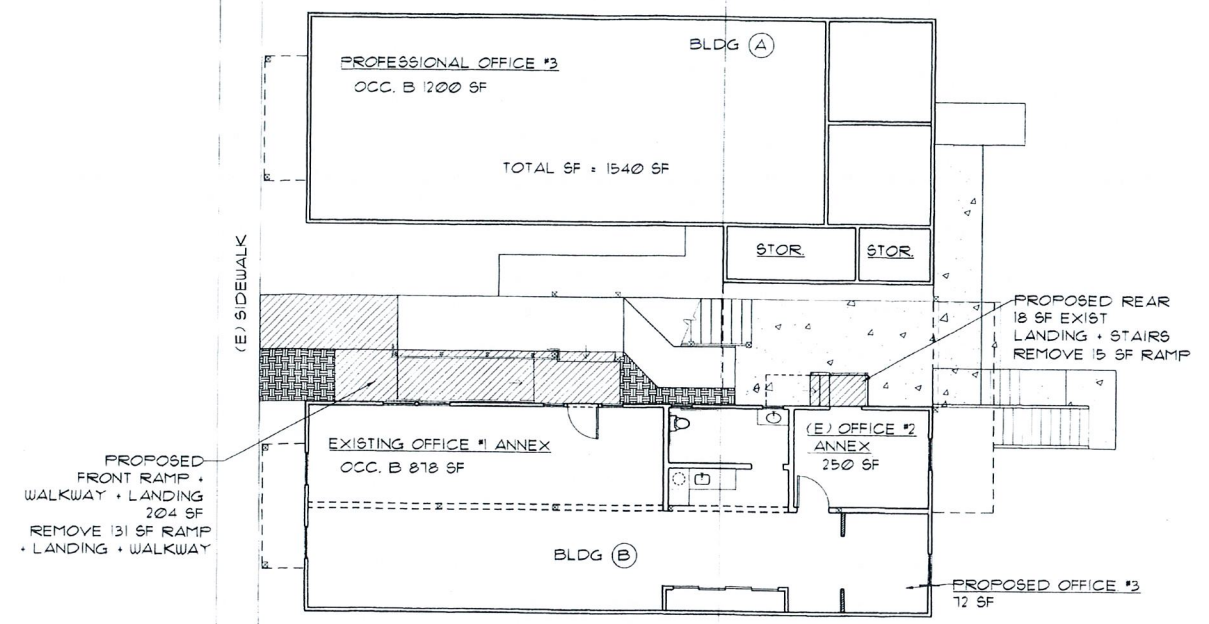 BLDG A
PROFESSIONAL OFFICE #3
OCC. B 1200 SF
TOTAL SF = 1540 SF
STOR.
STOR.
(E) SIDEWALK
PROPOSED REAR
18 SF EXIST
LANDING + STAIRS
REMOVE 15 SF RAMP
EXISTING OFFICE #1 ANNEX
OCC. B 878 SF
(E) OFFICE #2
ANNEX
250 SF
PROPOSED
FRONT RAMP +
WALKWAY + LANDING
204 SF
REMOVE 131 SF RAMP
+ LANDING + WALKWAY
BLDG B
PROPOSED OFFICE #3
72 SF